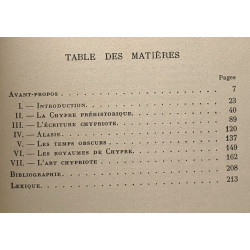 TABLE DES MATIÈRES
Pages
Avant-propos . . . . . . . . . . 7
I. — Introduction. . . . . . . . . . 23
II. — La Chypre préhistorique . . . . . . . . 40
III. — L'écriture chypriote . . . . . . . . 89
IV. — Alasia . . . . . . . . . . 120
V. — Les temps obscurs . . . . . . . . 137
VI. — Les royaumes de Chypre. . . . . . . . 149
VII. — L'art chypriote . . . . . . . . 162
Bibliographie . . . . . . . . . . 208
Lexique. . . . . . . . . . 213